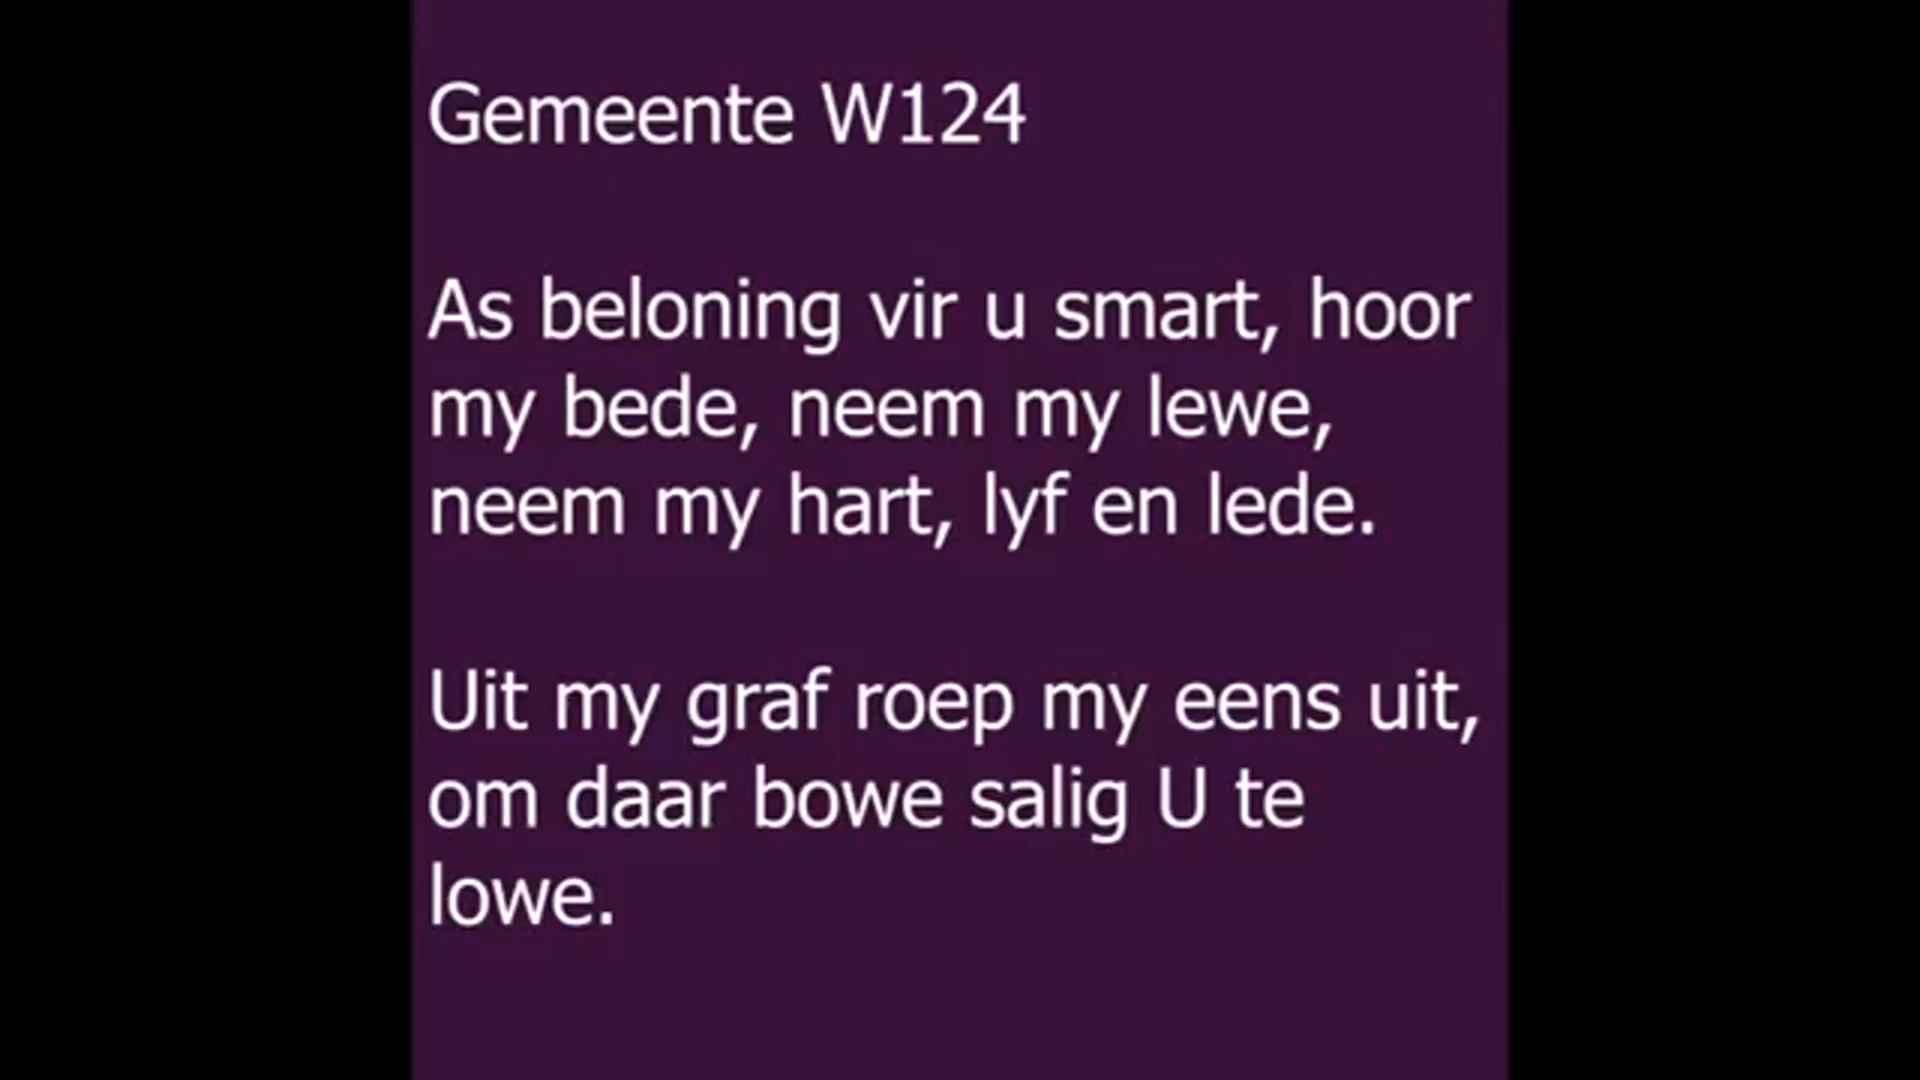 Gemeente W124
As beloning vir u smart, hoor
my bede, neem my lewe,
neem my hart, lyf en lede.
Uit my graf roep my eens uit,
om daar bowe salig U te
lowe.